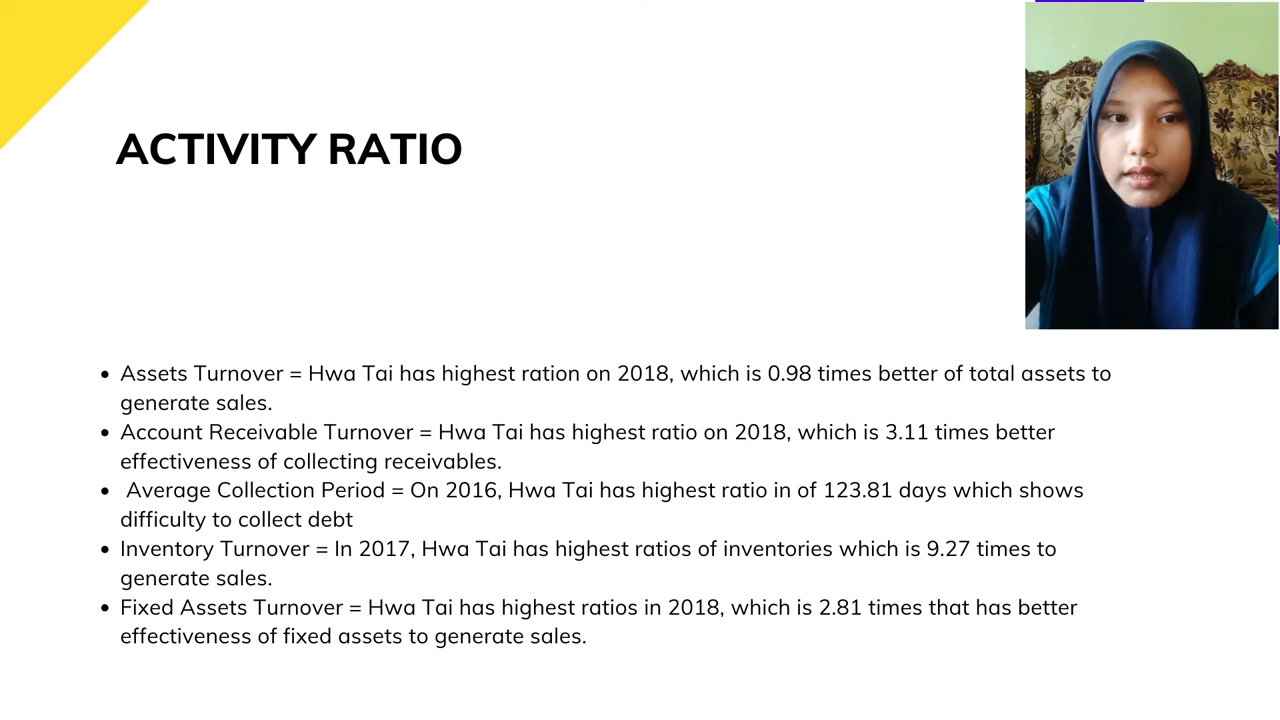 ACTIVITY RATIO
• Assets Turnover = Hwa Tai has highest ration on 2018, which is 0.98 times better of total assets to
generate sales.
• Account Receivable Turnover = Hwa Tai has highest ratio on 2018, which is 3.11 times better
effectiveness of collecting receivables.
• Average Collection Period = On 2016, Hwa Tai has highest ratio in of 123.81 days which shows
difficulty to collect debt
• Inventory Turnover = In 2017, Hwa Tai has highest ratios of inventories which is 9.27 times to
generate sales.
• Fixed Assets Turnover = Hwa Tai has highest ratios in 2018, which is 2.81 times that has better
effectiveness of fixed assets to generate sales.